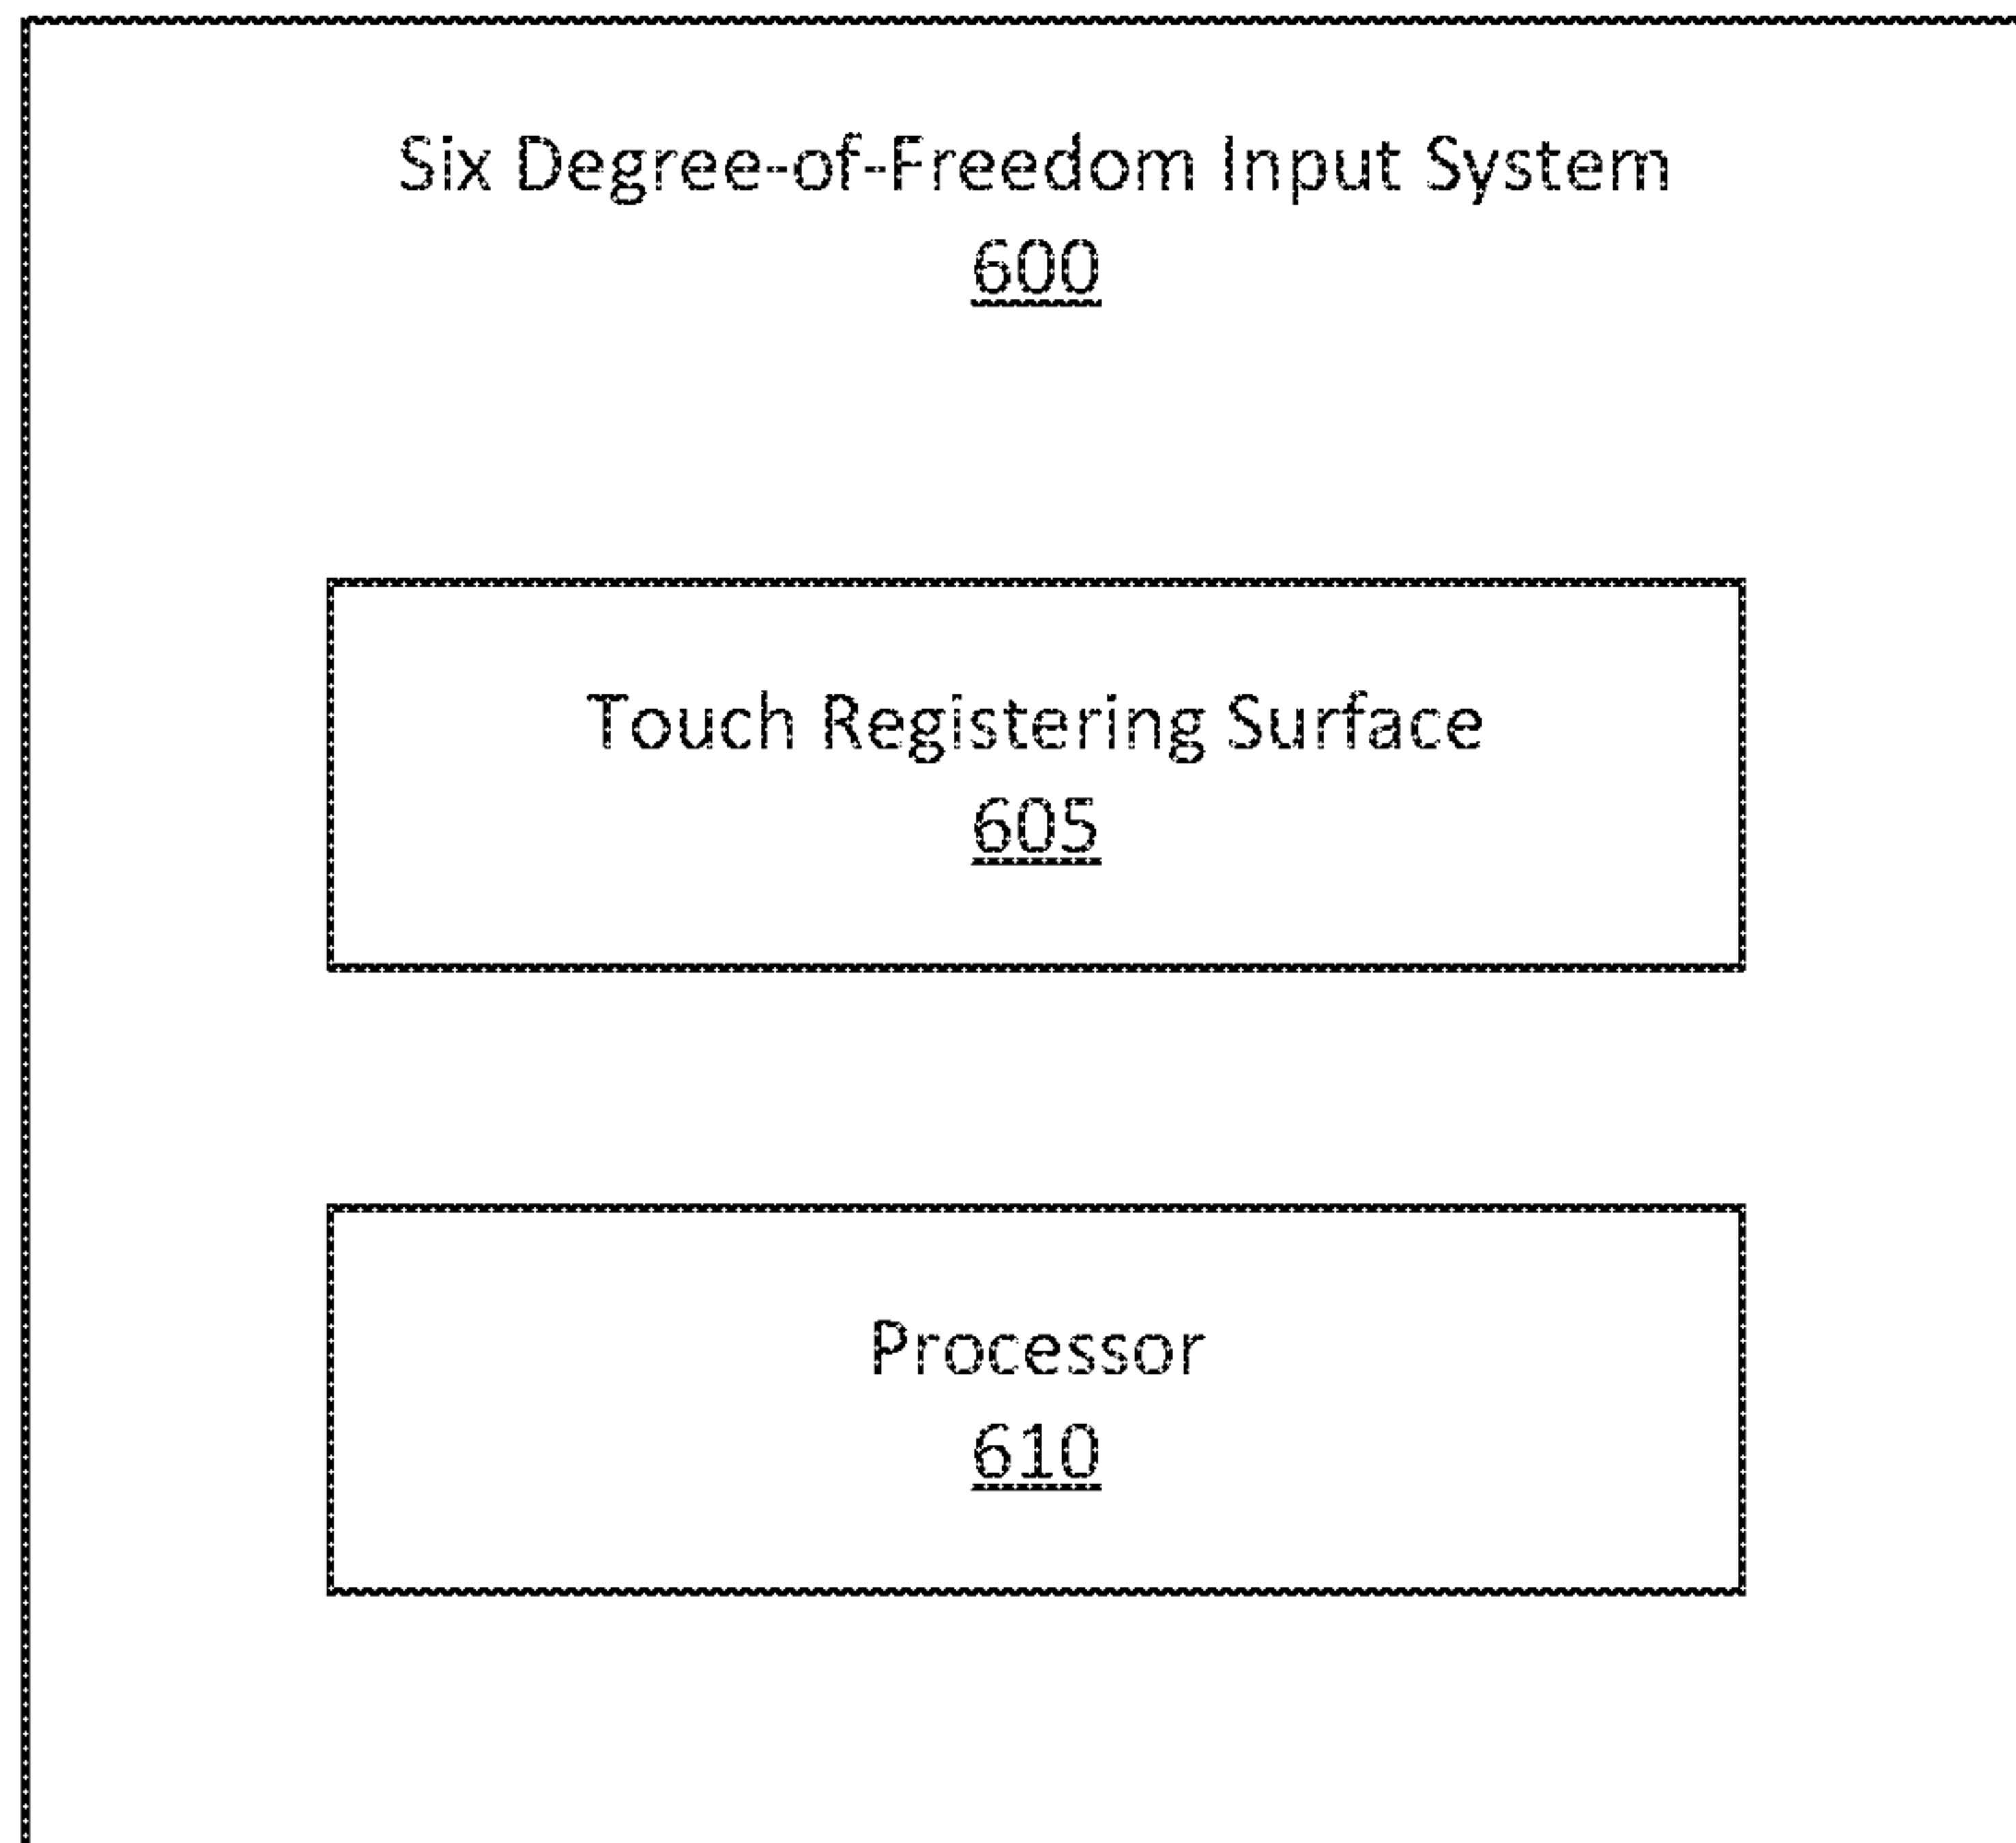 Six Degree-of-Freedom Input System
600
Touch Registering Surface
605
Processor
610